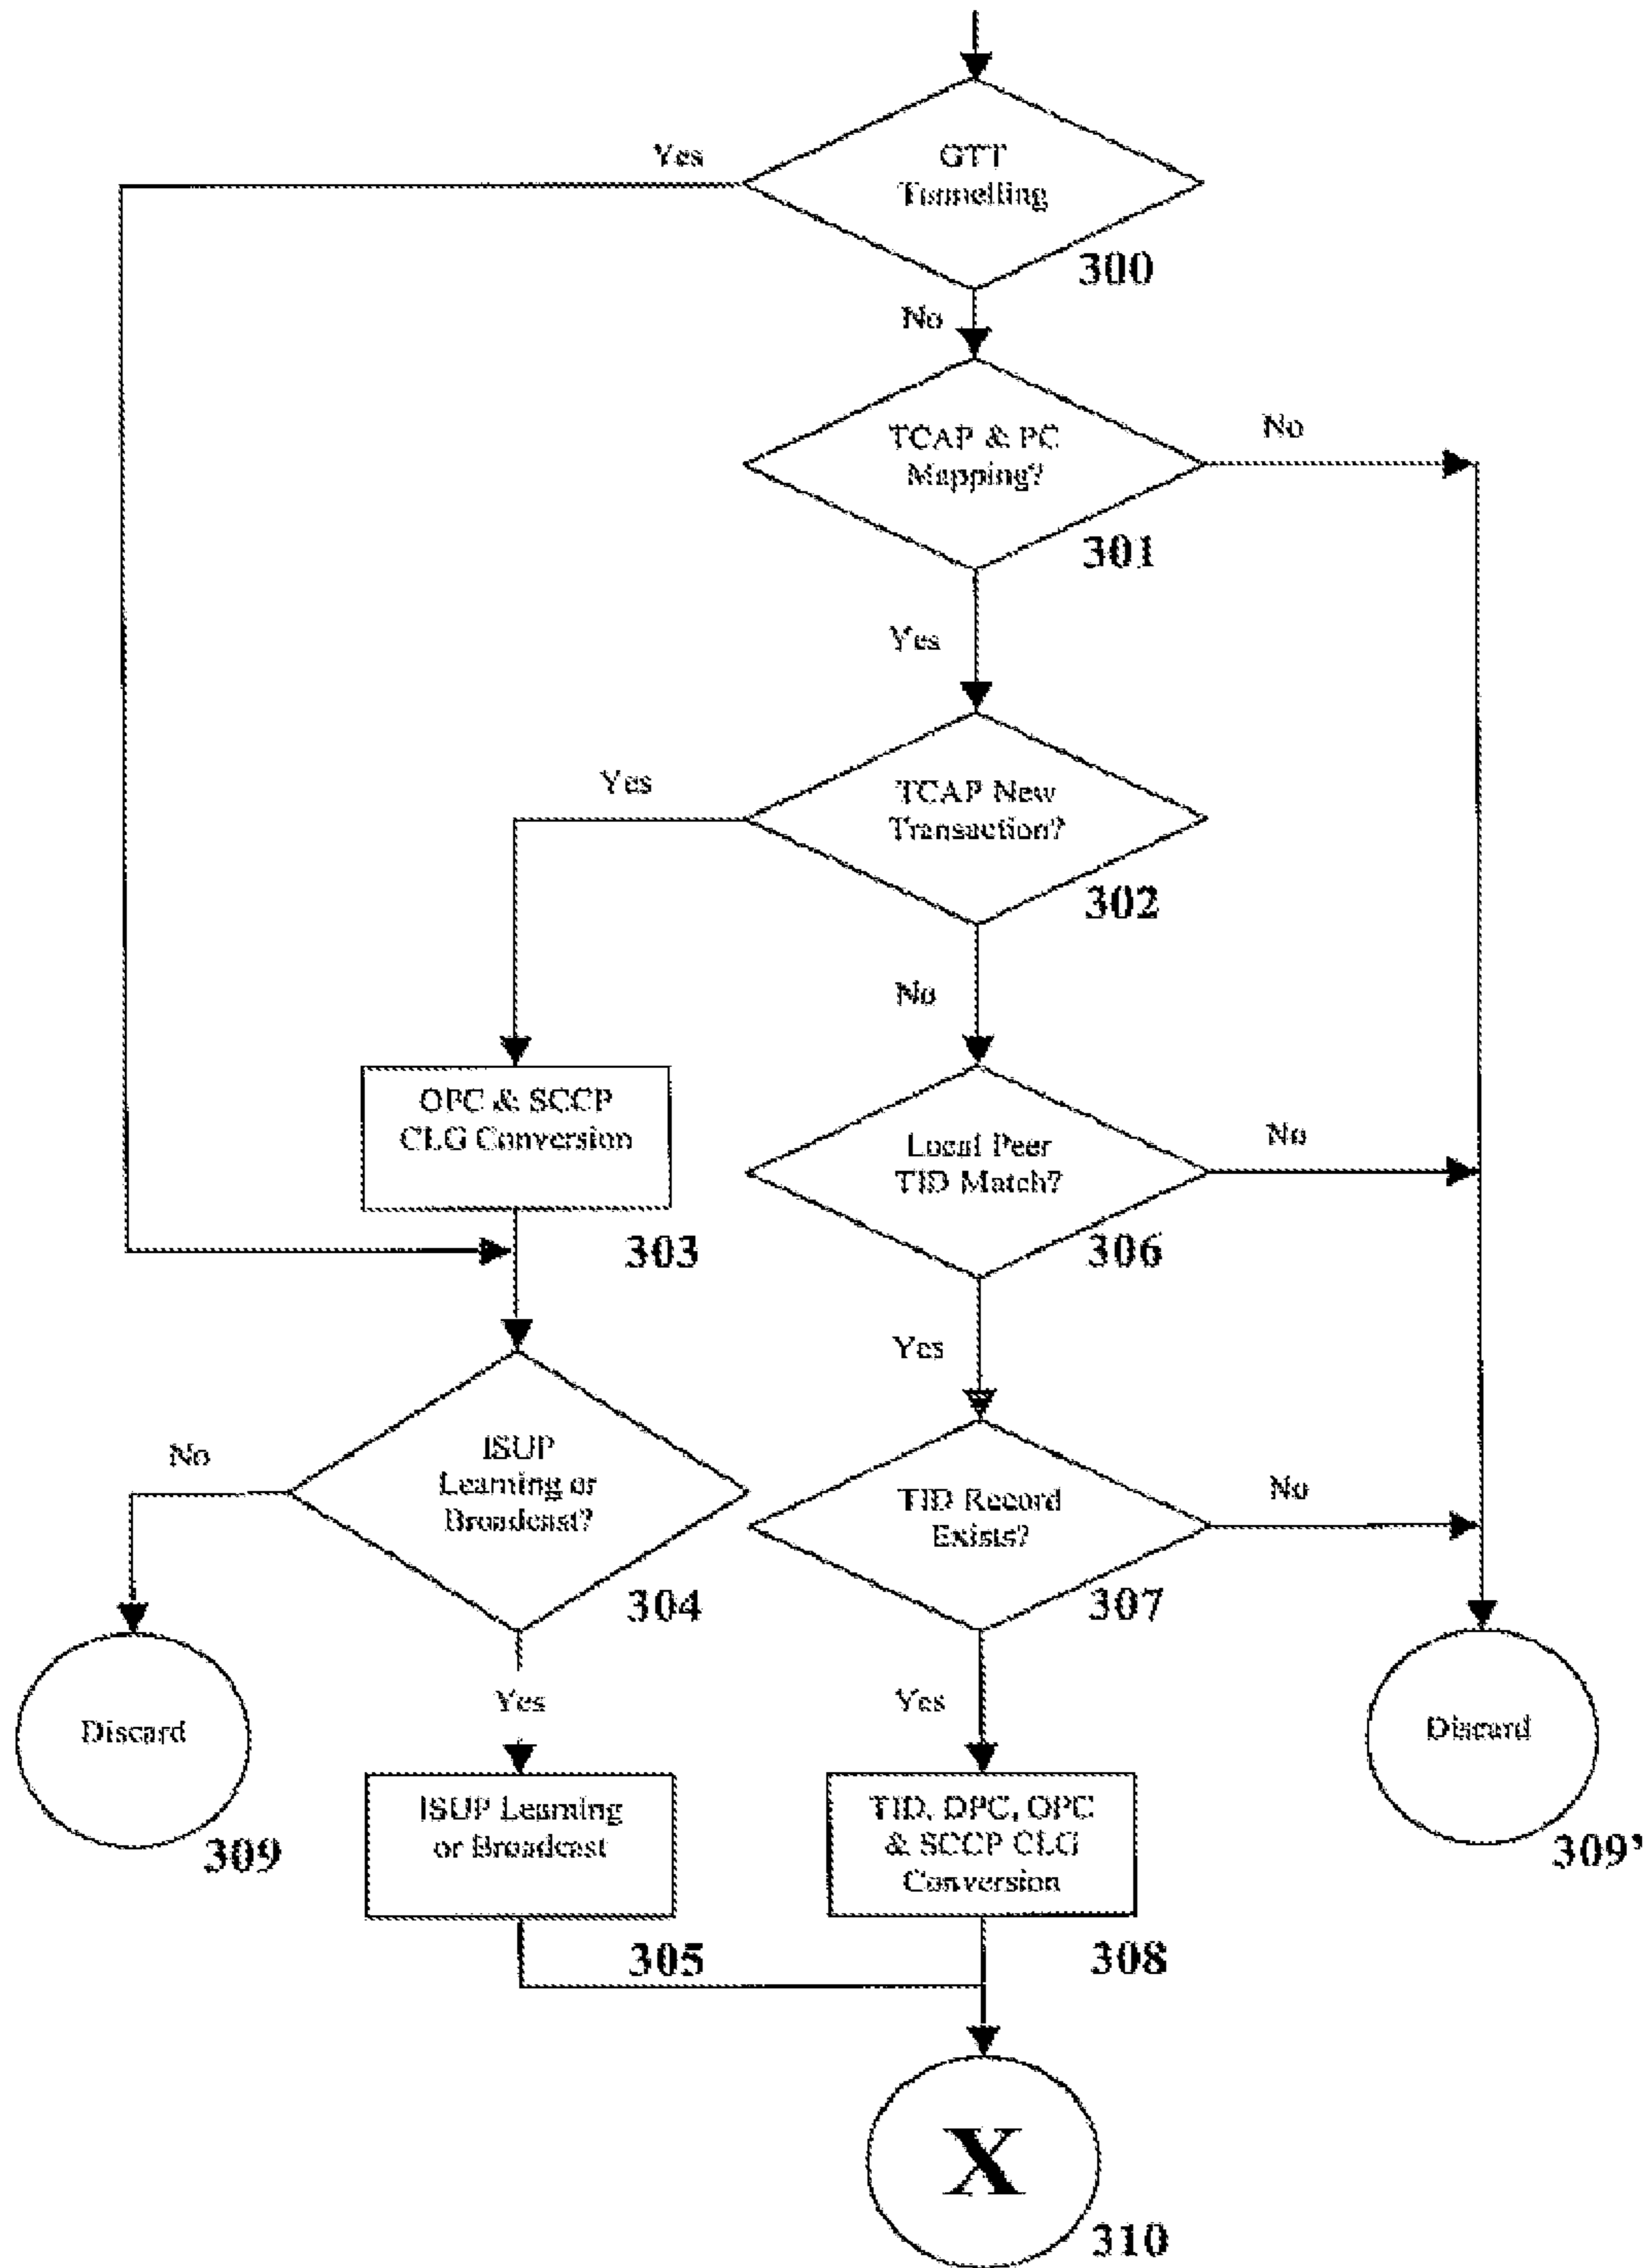 Yes
GTT
Tunnelling
300
No
TCAP & PC
Mapping?
No
301
Yes
Yes
TCAP New
Transaction?
302
No
OPC & SCCP
CLG Conversion
303
Local Peer
TID Match?
No
306
Yes
No
ISUP
Learning or
Broadcast?
304
TID Record
Exists?
No
307
Yes
Yes
Discard
309
Discard
309'
ISUP Learning
or Broadcast
305
TID, DPC, OPC
& SCCP CLG
Conversion
308
X
310